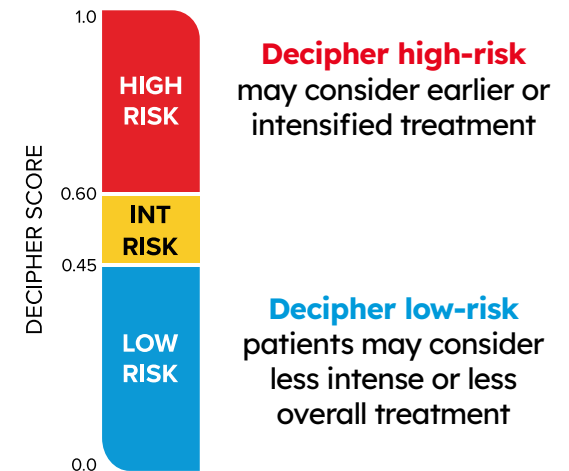 1.0
HIGH
RISK
0.60
INT
RISK
0.45
LOW
RISK
0.0
DECIPHER SCORE
Decipher high-risk
may consider earlier or
intensified treatment
Decipher low-risk
patients may consider
less intense or less
overall treatment